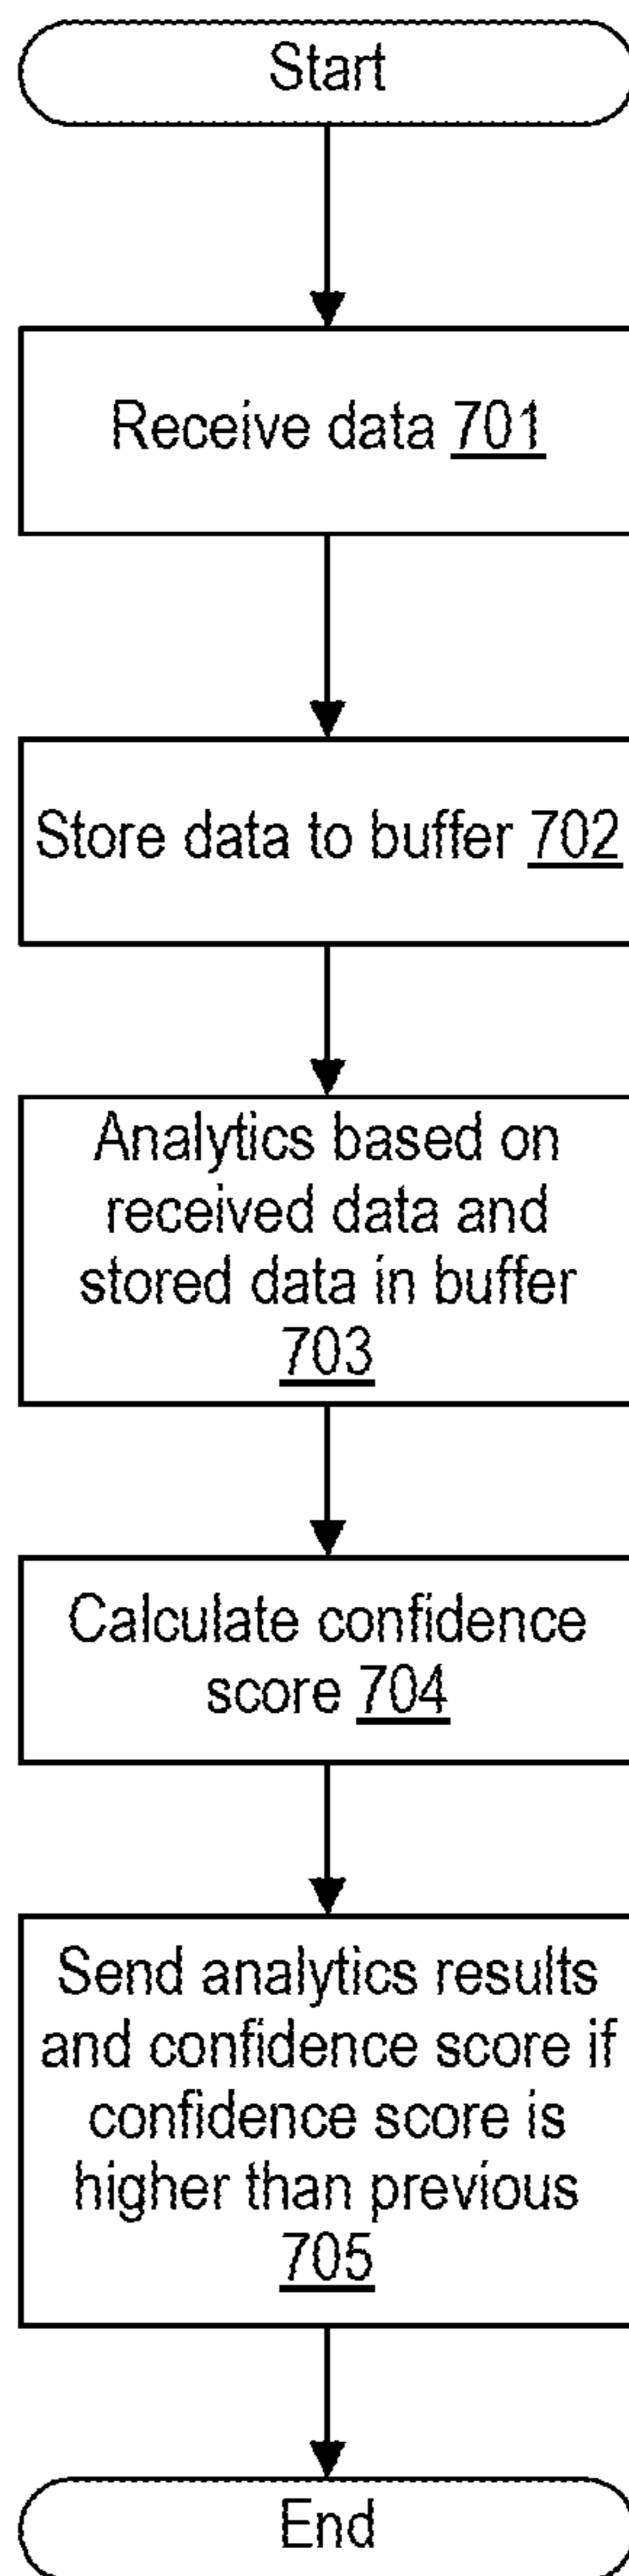 Start
Receive data 701
Store data to buffer 702
Analytics based on
received data and
stored data in buffer
703
Calculate confidence
score 704
Send analytics results
and confidence score if
confidence score is
higher than previous
705
End